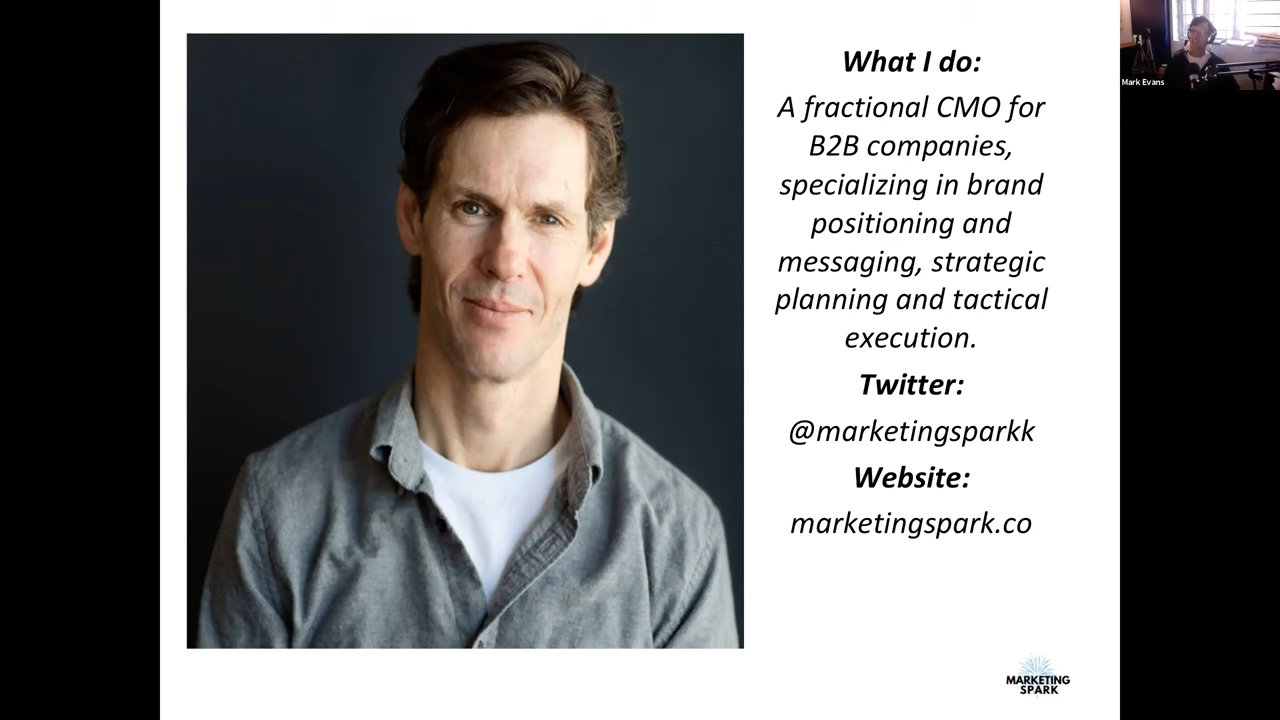 What I do:
A fractional CMO for
B2B companies,
specializing in brand
positioning and
messaging, strategic
planning and tactical
execution.
Twitter:
@marketingsparkk
Website:
marketingspark.co
MARKETING
SPARK
Mark Evans